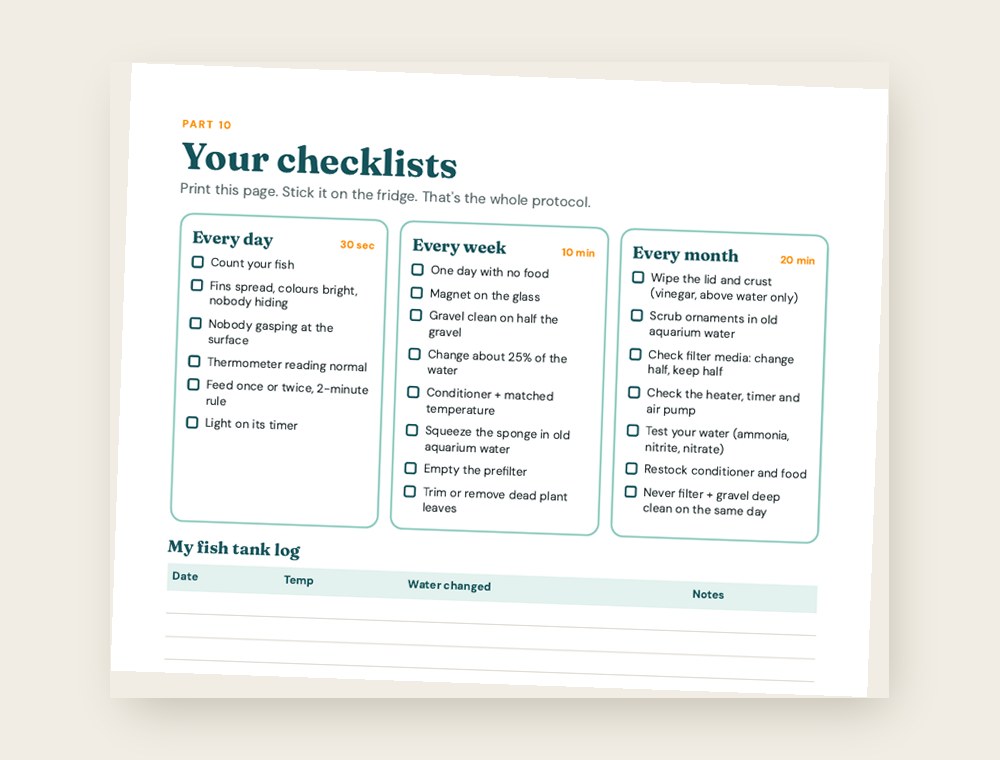 PART 10
Your checklists
Print this page. Stick it on the fridge. That's the whole protocol.
Every day
30 sec
Count your fish
Fins spread, colours bright,
nobody hiding
Nobody gasping at the
surface
Thermometer reading normal
Feed once or twice, 2-minute
rule
Light on its timer
Every week
10 min
One day with no food
Magnet on the glass
Gravel clean on half the
gravel
Change about 25% of the
water
Conditioner + matched
temperature
Squeeze the sponge in old
aquarium water
Empty the prefilter
Trim or remove dead plant
leaves
Every month
20 min
Wipe the lid and crust
(vinegar, above water only)
Scrub ornaments in old
aquarium water
Check filter media: change
half, keep half
Check the heater, timer and
air pump
Test your water (ammonia,
nitrite, nitrate)
Restock conditioner and food
Never filter + gravel deep
clean on the same day
My fish tank log
Date Temp Water changed Notes